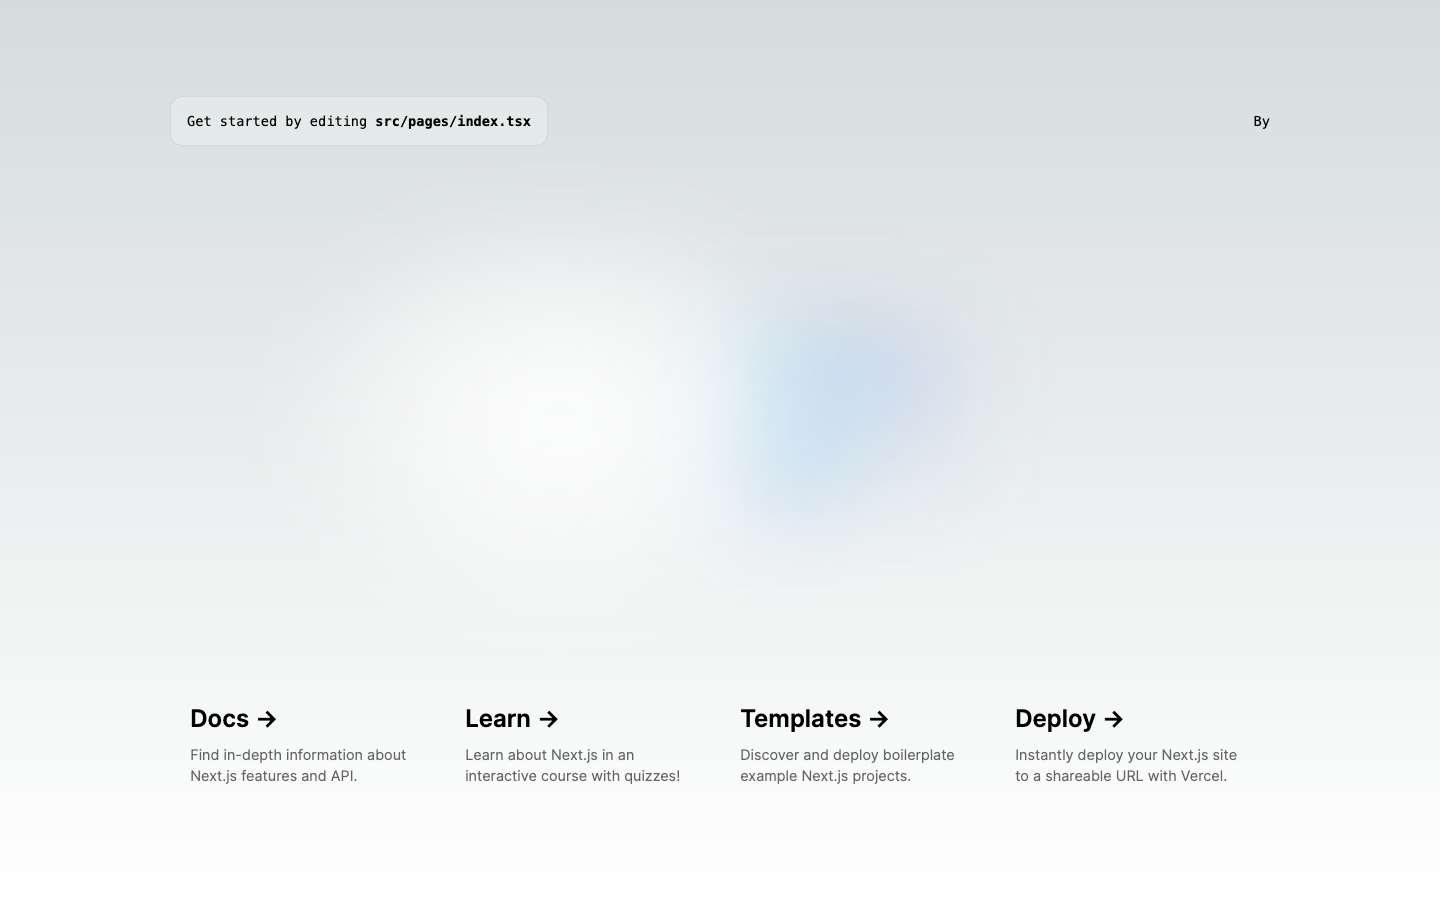 Get started by editing src/pages/index.tsx
By
Docs →
Find in-depth information about
Next.js features and API.
Learn →
Learn about Next.js in an
interactive course with quizzes!
Templates →
Discover and deploy boilerplate
example Next.js projects.
Deploy →
Instantly deploy your Next.js site
to a shareable URL with Vercel.